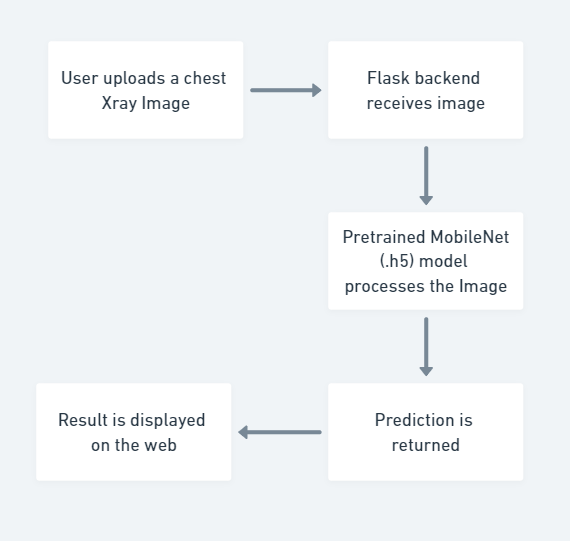 User uploads a chest
Xray Image
Flask backend
receives image
Pretrained MobileNet
(.h5) model
processes the Image
Prediction is
returned
Result is displayed
on the web